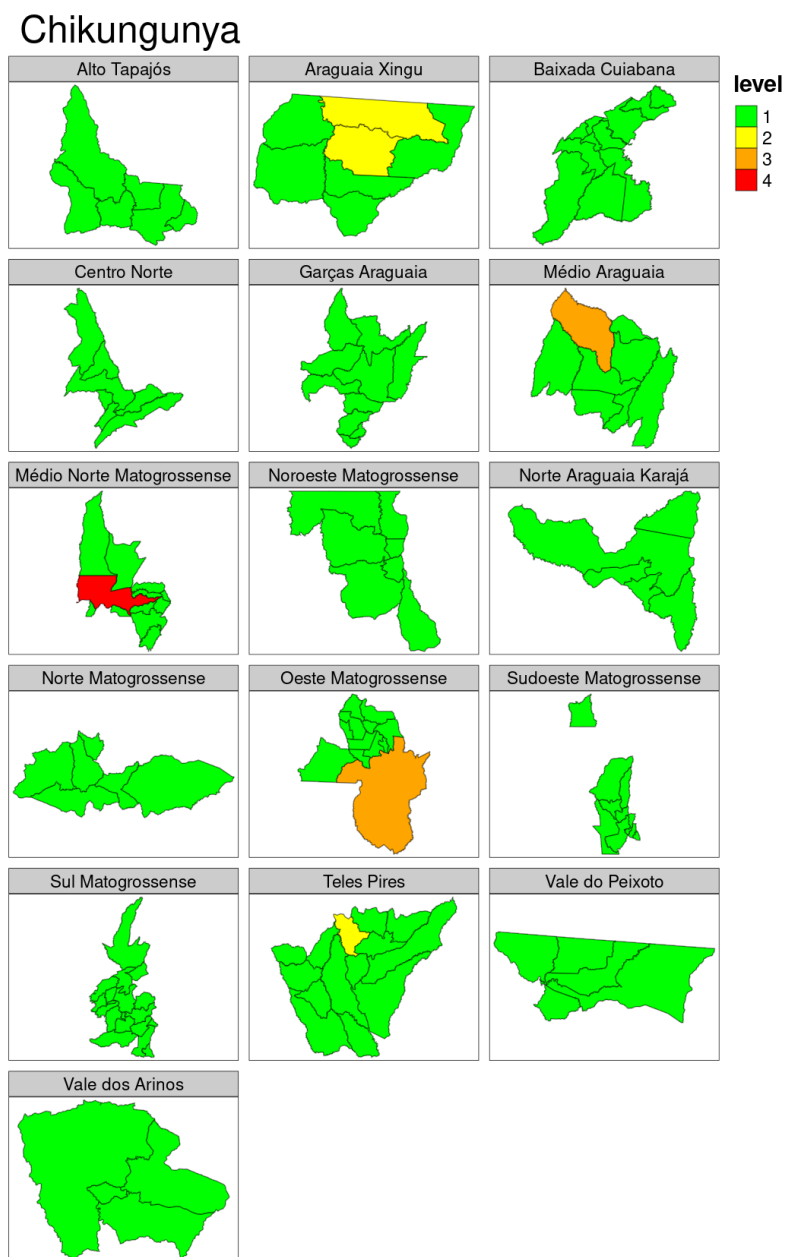 Chikungunya
Alto Tapajós
Araguaia Xingu
Baixada Cuiabana
level
1
2
3
4
Centro Norte
Garças Araguaia
Médio Araguaia
Médio Norte Matogrossense
Noroeste Matogrossense
Norte Araguaia Karajá
Norte Matogrossense
Oeste Matogrossense
Sudoeste Matogrossense
Sul Matogrossense
Teles Pires
Vale do Peixoto
Vale dos Arinos